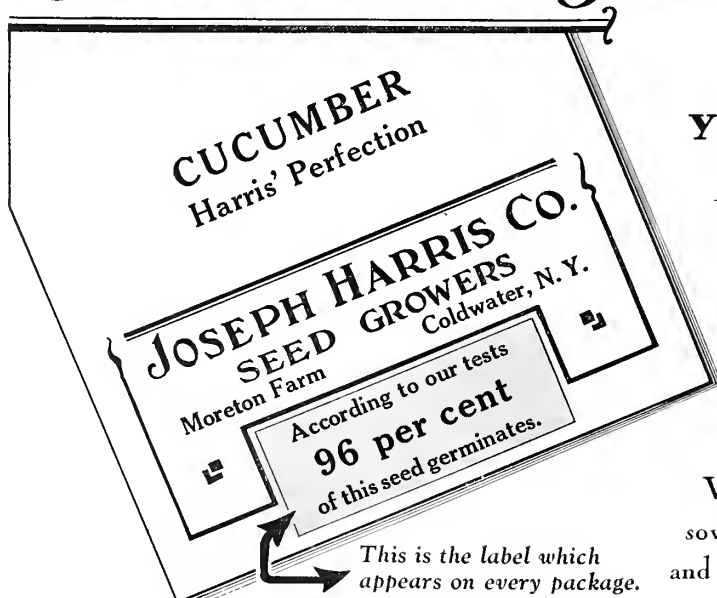 CUCUMBER
Harris' Perfection
JOSEPH HARRIS CO.
SEED GROWERS
Moreton Farm Coldwater, N.Y.
According to our tests
96 per cent
of this seed germinates.
This is the label which
appears on every package.
and